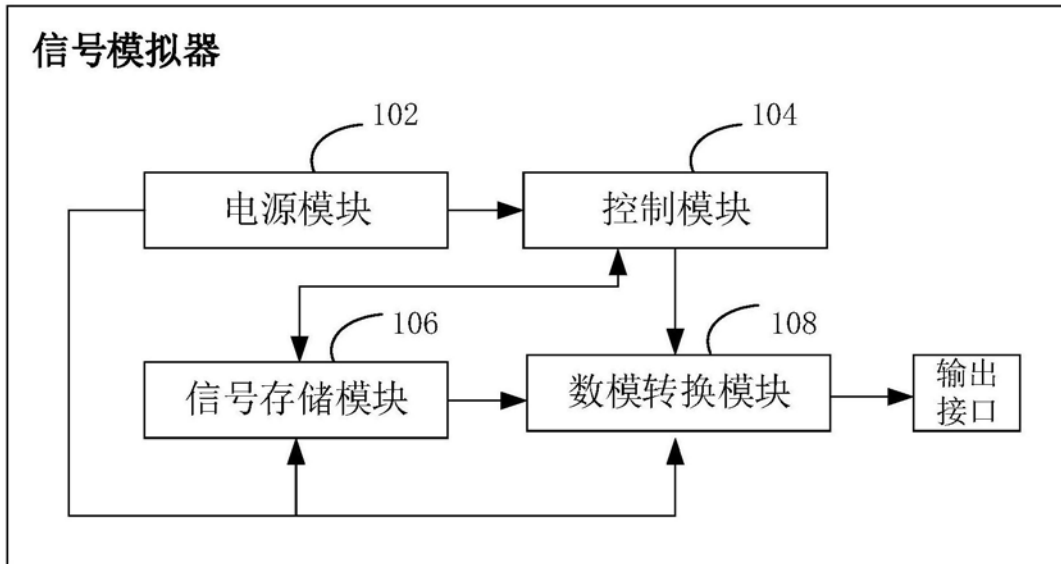 信号模拟器
102
104
电源模块
控制模块
106
108
信号存储模块
数模转换模块
输出
接口